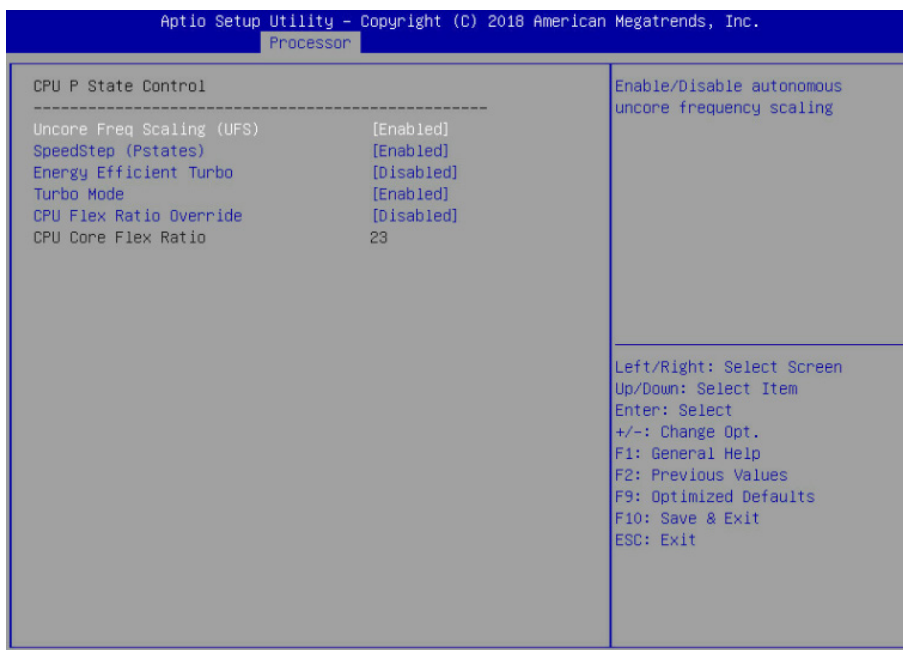 Aptio Setup Utility – Copyright (C) 2018 American Megatrends, Inc.
Processor
CPU P State Control
--------------------------------------------------
Uncore Freq Scaling (UFS) [Enabled]
SpeedStep (Pstates) [Enabled]
Energy Efficient Turbo [Disabled]
Turbo Mode [Enabled]
CPU Flex Ratio Override [Disabled]
CPU Core Flex Ratio 23
Enable/Disable autonomous
uncore frequency scaling
Left/Right: Select Screen
Up/Down: Select Item
Enter: Select
+/-: Change Opt.
F1: General Help
F2: Previous Values
F9: Optimized Defaults
F10: Save & Exit
ESC: Exit